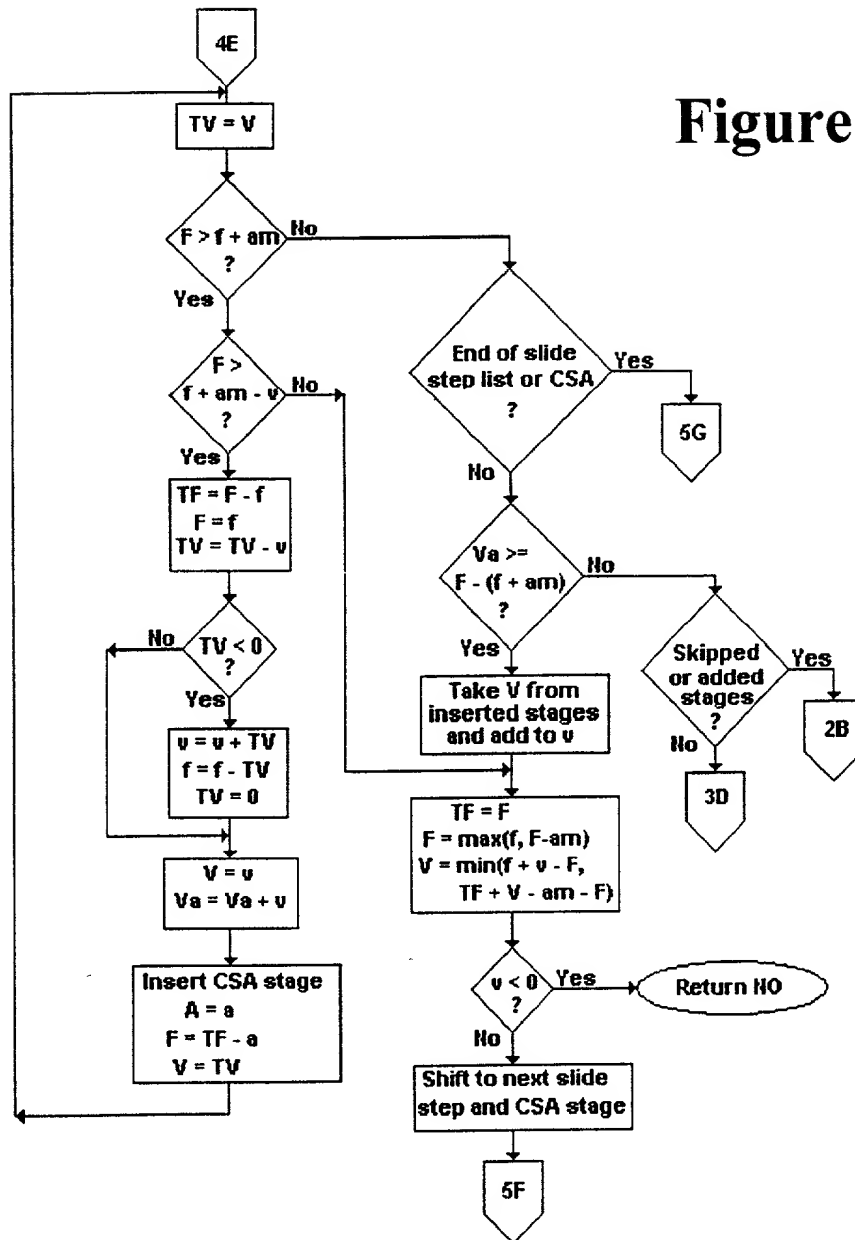 4E
Figure
TV = V
F > f + am
?
No
Yes
F >
f + am - v
?
No
Yes
End of slide
step list or CSA
?
Yes
5G
No
TF = F - f
F = f
TV = TV - v
Va >=
F - (f + am)
?
No
Yes
TV < 0
?
No
Yes
Skipped
or added
stages
?
Yes
2B
No
3D
Take V from
inserted stages
and add to v
v = v + TV
f = f - TV
TV = 0
TF = F
F = max(f, F-am)
V = min(f + v - F,
TF + V - am - F)
V = v
Va = Va + v
Insert CSA stage
A = a
F = TF - a
V = TV
v < 0
?
Yes
Return NO
No
Shift to next slide
step and CSA stage
5F